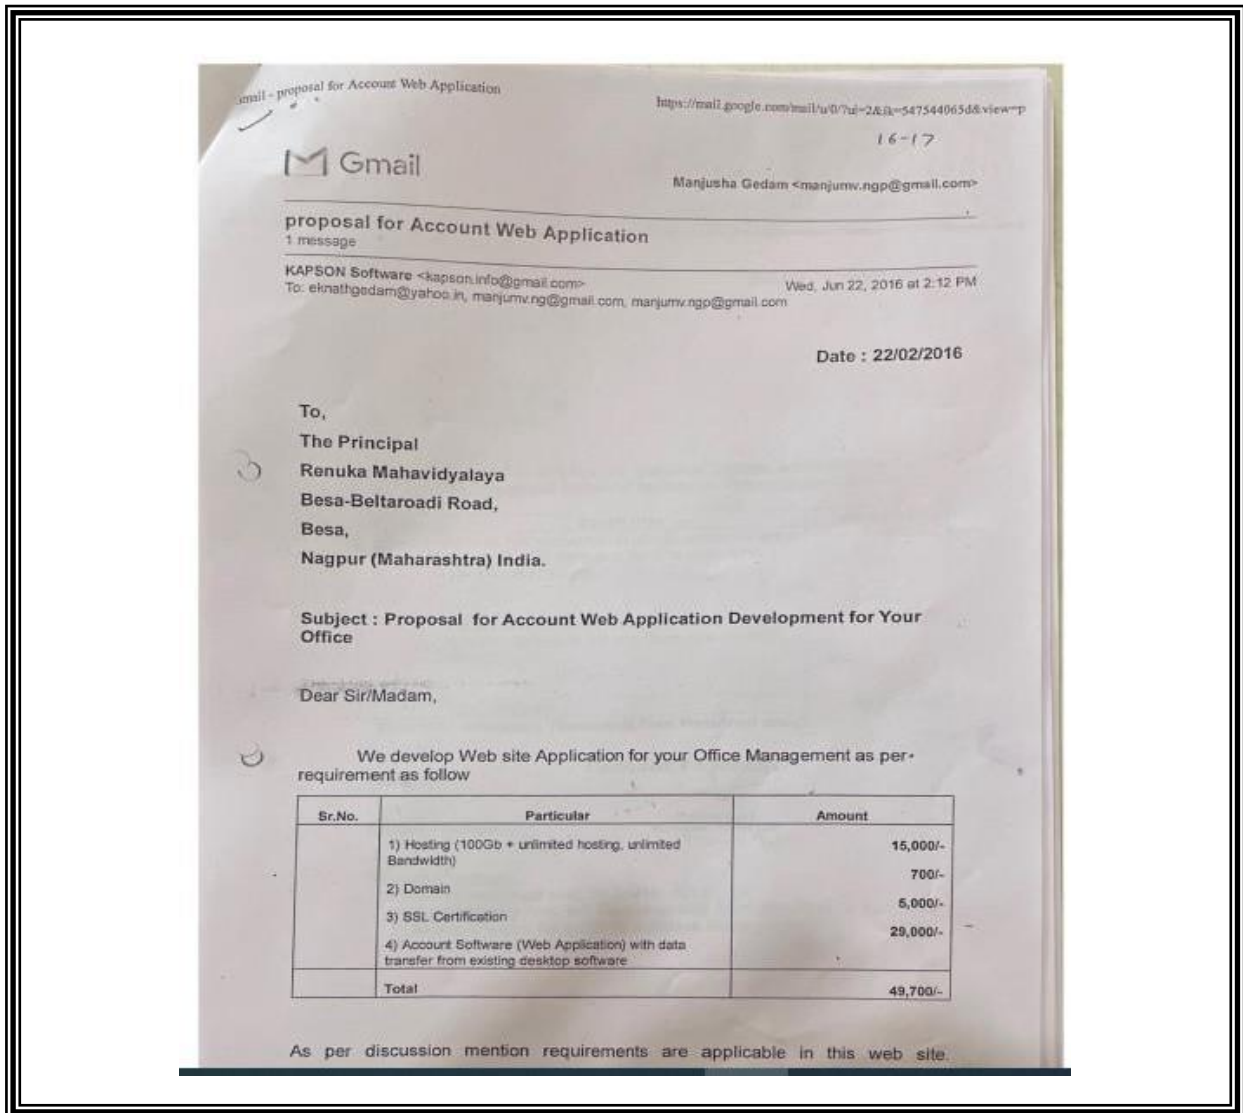 mail - proposal for Account Web Application
https://mail.google.com/mail/u/0/?ui=2&ik=547544065d&view=p
16-17
Gmail
Manjusha Gedam <manjumv.ngp@gmail.com>
proposal for Account Web Application
1 message
KAPSON Software <kapson.info@gmail.com>
Wed, Jun 22, 2016 at 2:12 PM
To: eknathgedam@yahoo.in, manjumv.ng@gmail.com, manjumv.ngp@gmail.com
Date : 22/02/2016
To,
The Principal
Renuka Mahavidyalaya
Besa-Beltaroadi Road,
Besa,
Nagpur (Maharashtra) India.
Subject : Proposal for Account Web Application Development for Your
Office
Dear Sir/Madam,
We develop Web site Application for your Office Management as per
requirement as follow
Sr.No. Particular Amount
1) Hosting (100Gb + unlimited hosting, unlimited
Bandwidth)
15,000/-
2) Domain
700/-
3) SSL Certification
5,000/-
4) Account Software (Web Application) with data
transfer from existing desktop software
29,000/-
Total 49,700/-
As per discussion mention requirements are applicable in this web site.